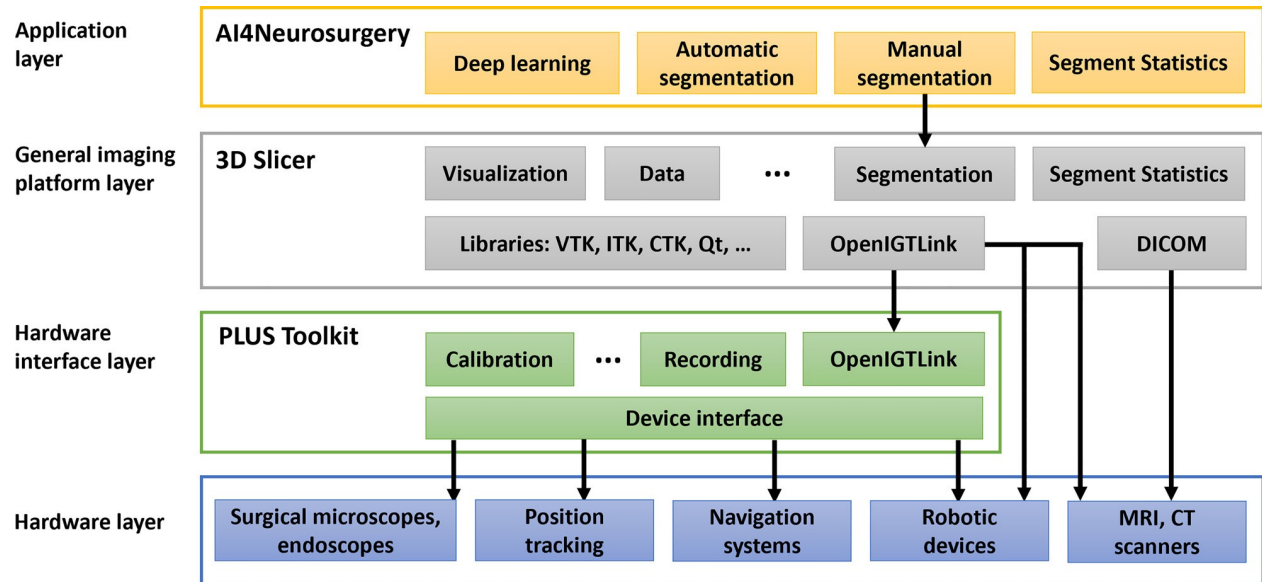 Application
layer
AI4Neurosurgery
Deep learning
Automatic
segmentation
Manual
segmentation
Segment Statistics
General imaging
platform layer
3D Slicer
Visualization
Data
...
Segmentation
Segment Statistics
Libraries: VTK, ITK, CTK, Qt, ...
OpenIGTLink
DICOM
Hardware
interface layer
PLUS Toolkit
Calibration
...
Recording
OpenIGTLink
Device interface
Hardware layer
Surgical microscopes,
endoscopes
Position
tracking
Navigation
systems
Robotic
devices
MRI, CT
scanners